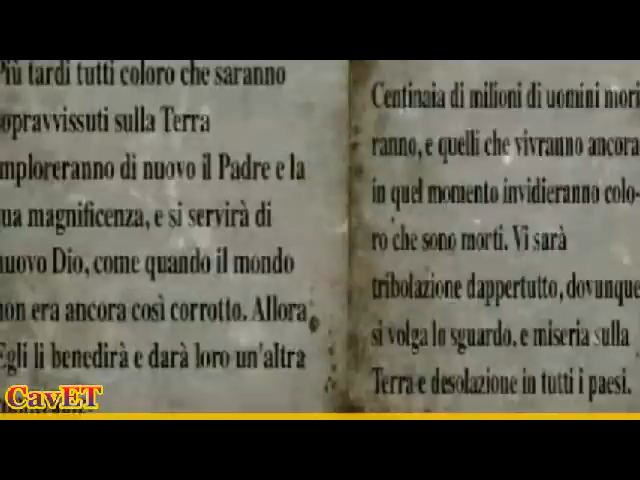 Più tardi tutti coloro che saranno
opravvissuti sulla Terra
mploreranno di nuovo il Padre e la
ua magnificenza, e si servirà di
nuovo Dio, come quando il mondo
non era ancora così corrotto. Allora
Egli li benedirà e darà loro un'altra
Centinaia di milioni di uomini mori
ranno, e quelli che vivranno ancora
in quel momento invidieranno colo-
ro che sono morti. Vi sarà
tribolazione dappertutto, dovunque
si volga lo sguardo, e miseria sulla
Terra e desolazione in tutti i paesi.
CavET